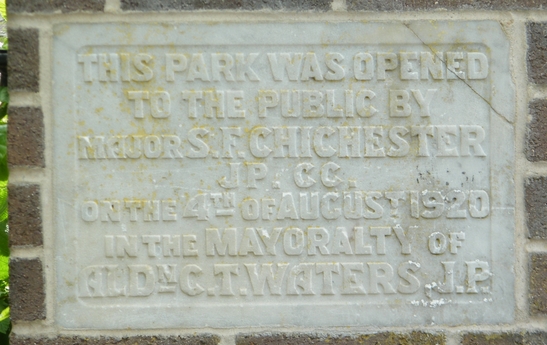 THIS PARK WAS OPENED
TO THE PUBLIC BY
MAJOR S. F. CHICHESTER
J.P. C.C.
ON THE 4TH OF AUGUST, 1920
IN THE MAYORALTY OF
ALDN C.T. WATERS, J.P.